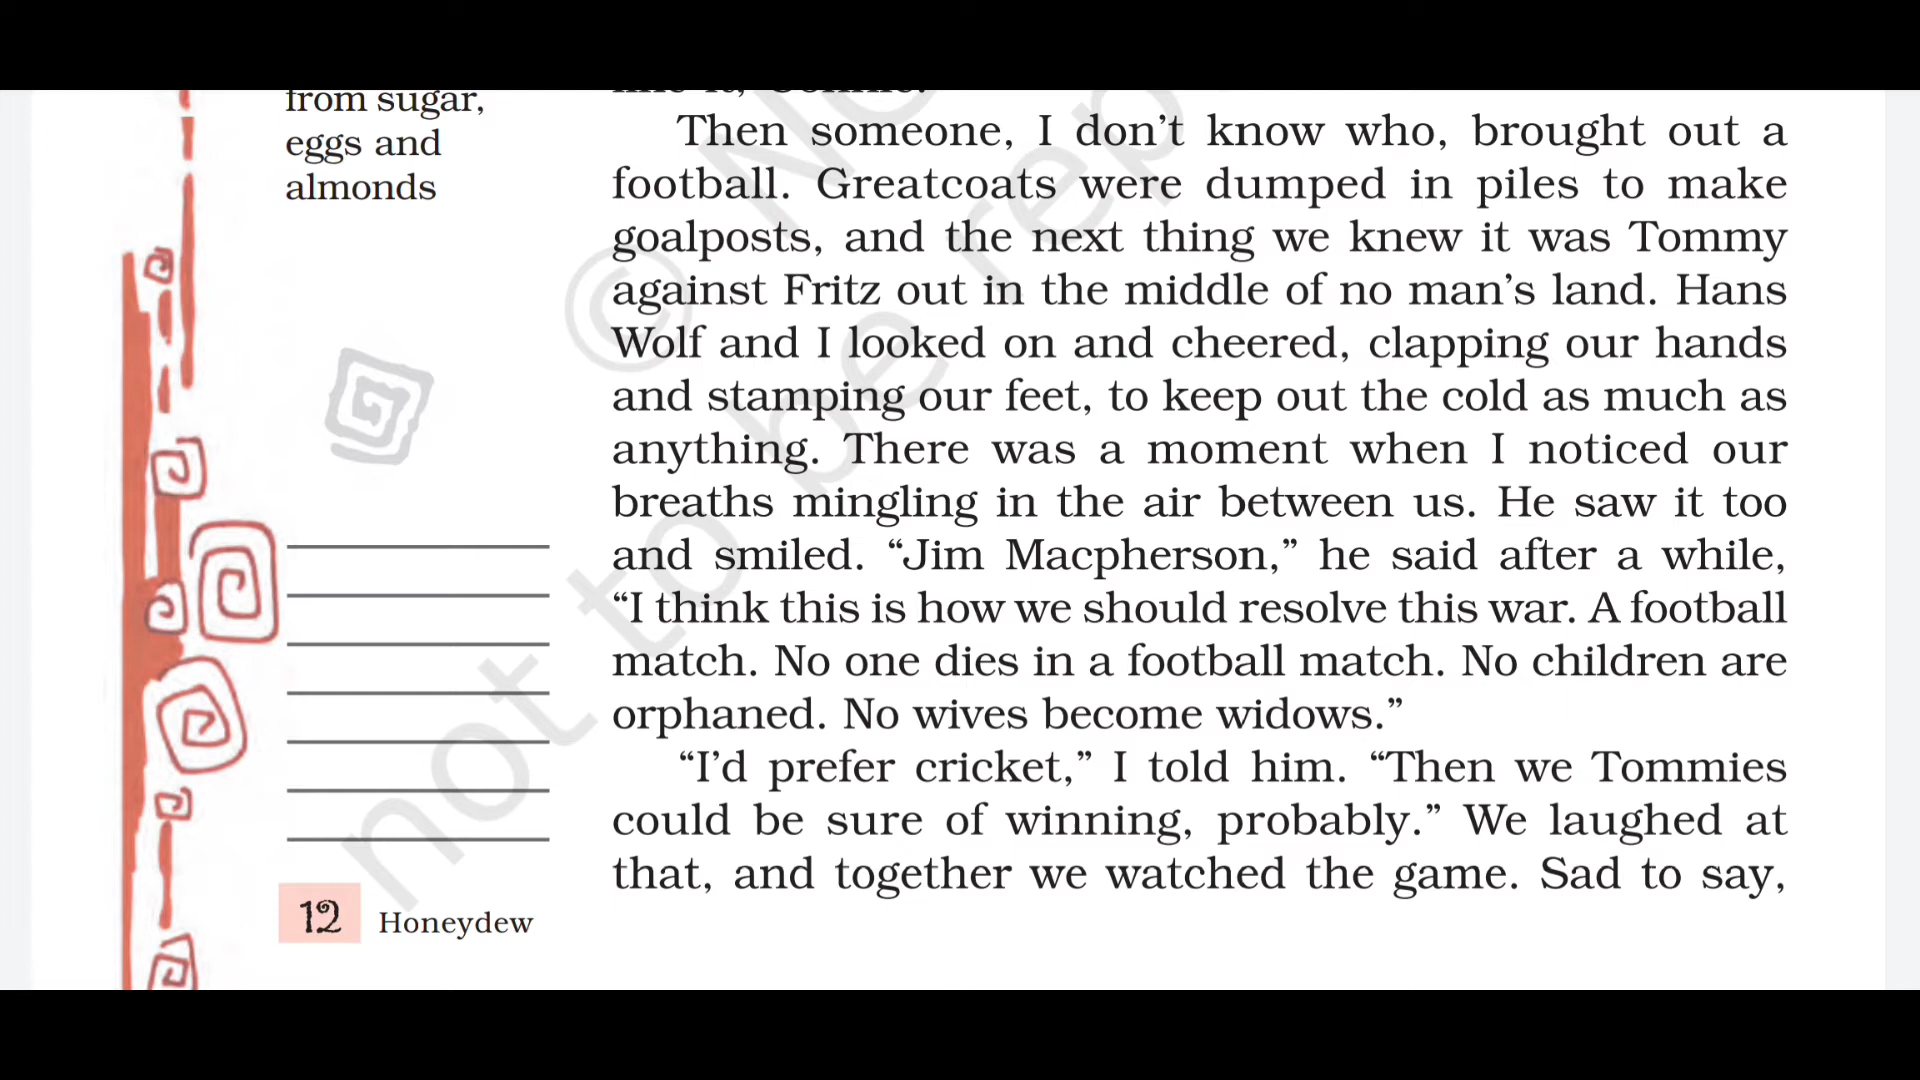 from sugar,
eggs and
almonds
Then someone, I don’t know who, brought out a
football. Greatcoats were dumped in piles to make
goalposts, and the next thing we knew it was Tommy
against Fritz out in the middle of no man’s land. Hans
Wolf and I looked on and cheered, clapping our hands
and stamping our feet, to keep out the cold as much as
anything. There was a moment when I noticed our
breaths mingling in the air between us. He saw it too
and smiled. “Jim Macpherson,” he said after a while,
“I think this is how we should resolve this war. A football
match. No one dies in a football match. No children are
orphaned. No wives become widows.”
“I’d prefer cricket,” I told him. “Then we Tommies
could be sure of winning, probably.” We laughed at
that, and together we watched the game. Sad to say,
12 Honeydew
not to be rep